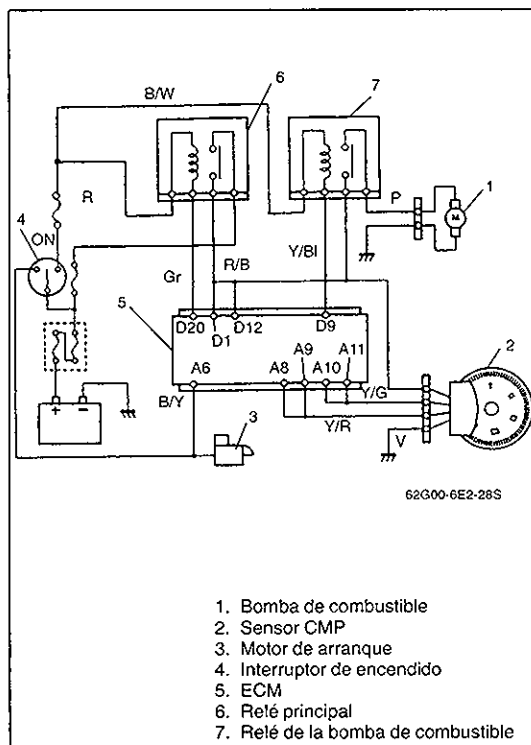 6
7
B/W
R
P
1
4
ON
Y/Bl
R/B
Gr
5
D20
D1
D12
D9
A6
A8
A9
A10
A11
2
B/Y
Y/G
Y/R
V
3
+ -
M
62G00-6E2-28S
1. Bomba de combustible
2. Sensor CMP
3. Motor de arranque
4. Interruptor de encendido
5. ECM
6. Relé principal
7. Relé de la bomba de combustible